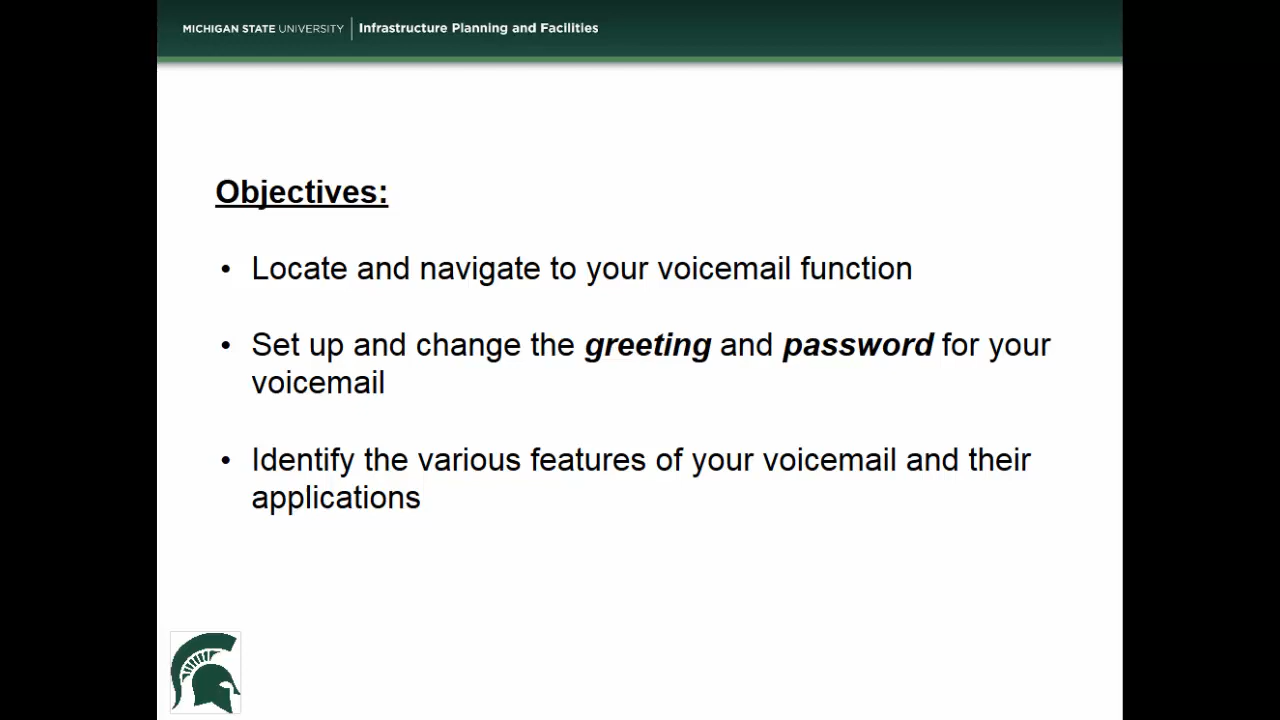 MICHIGAN STATE UNIVERSITY | Infrastructure Planning and Facilities
Objectives:
• Locate and navigate to your voicemail function
• Set up and change the greeting and password for your
voicemail
• Identify the various features of your voicemail and their
applications